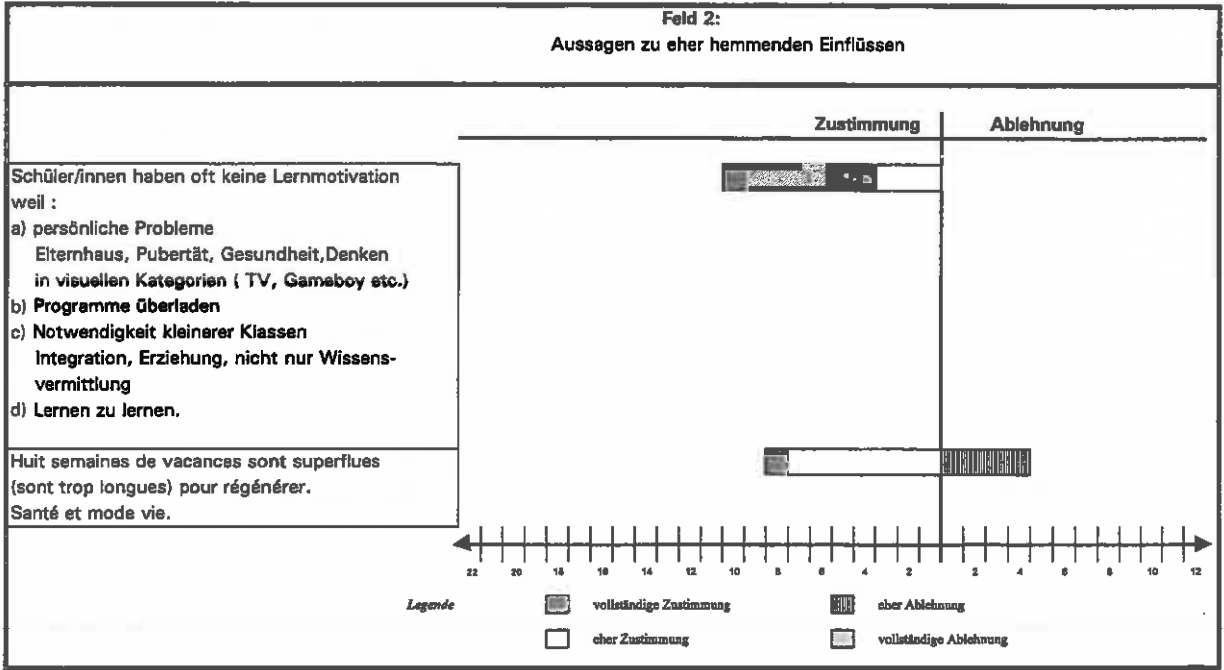 Feld 2:
Aussagen zu eher hemmenden Einflüssen
Zustimmung Ablehnung
Schüler/innen haben oft keine Lernmotivation
weil :
a) persönliche Probleme
Elternhaus, Pubertät, Gesundheit,Denken
in visuellen Kategorien ( TV, Gameboy etc.)
b) Programme überladen
c) Notwendigkeit kleinerer Klassen
Integration, Erziehung, nicht nur Wissens-
vermittlung
d) Lernen zu lernen.
Huit semaines de vacances sont superflues
(sont trop longues) pour régénérer.
Santé et mode vie.
22 20 18 16 14 12 10 8 6 4 2 2 4 6 8 10 12
Legende vollständige Zustimmung eher Ablehnung
eher Zustimmung vollständige Ablehnung